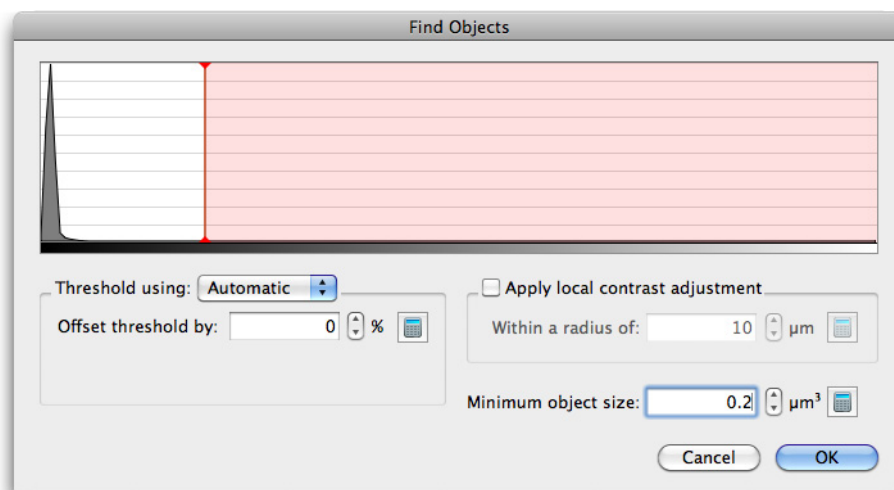 Find Objects
Threshold using: Automatic
Offset threshold by: 0 %
Apply local contrast adjustment
Within a radius of: 10 µm
Minimum object size: 0.2 µm³
Cancel OK